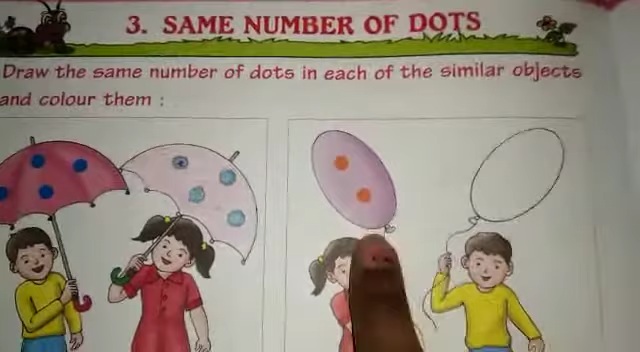 3. SAME NUMBER OF DOTS
Draw the same number of dots in each of the similar objects
and colour them :